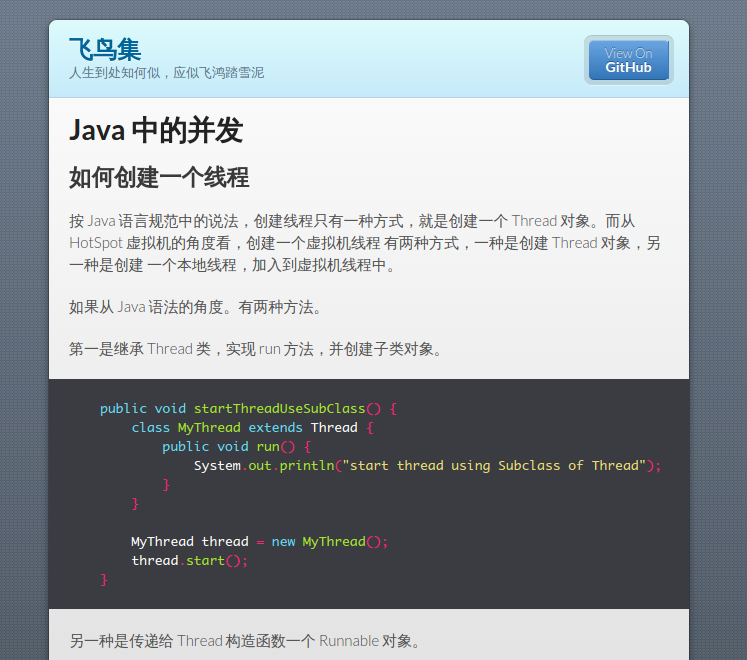 飞鸟集
人生到处知何似，应似飞鸿踏雪泥
View On
GitHub
Java 中的并发
如何创建一个线程
按 Java 语言规范中的说法，创建线程只有一种方式，就是创建一个 Thread 对象。而从
HotSpot 虚拟机的角度看，创建一个虚拟机线程 有两种方式，一种是创建 Thread 对象，另
一种是创建 一个本地线程，加入到虚拟机线程中。
如果从 Java 语法的角度。有两种方法。
第一是继承 Thread 类，实现 run 方法，并创建子类对象。
public void startThreadUseSubClass() {
    class MyThread extends Thread {
        public void run() {
            System.out.println("start thread using Subclass of Thread");
        }
    }
    MyThread thread = new MyThread();
    thread.start();
}
另一种是传递给 Thread 构造函数一个 Runnable 对象。